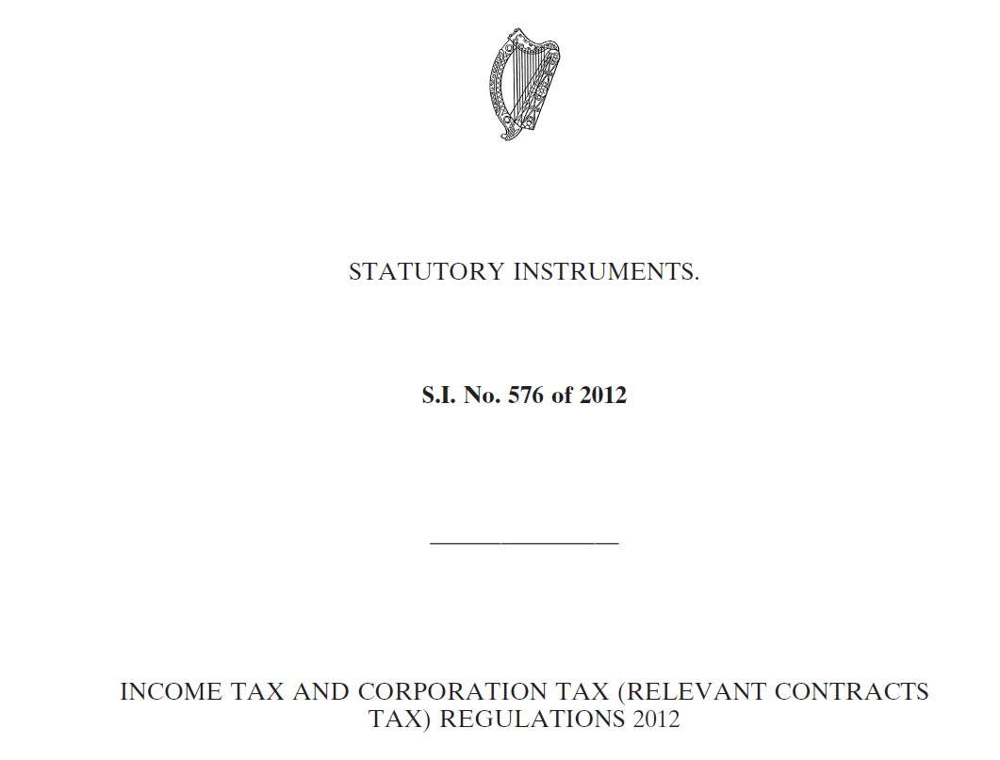 STATUTORY INSTRUMENTS.
S.I. No. 576 of 2012
INCOME TAX AND CORPORATION TAX (RELEVANT CONTRACTS
TAX) REGULATIONS 2012